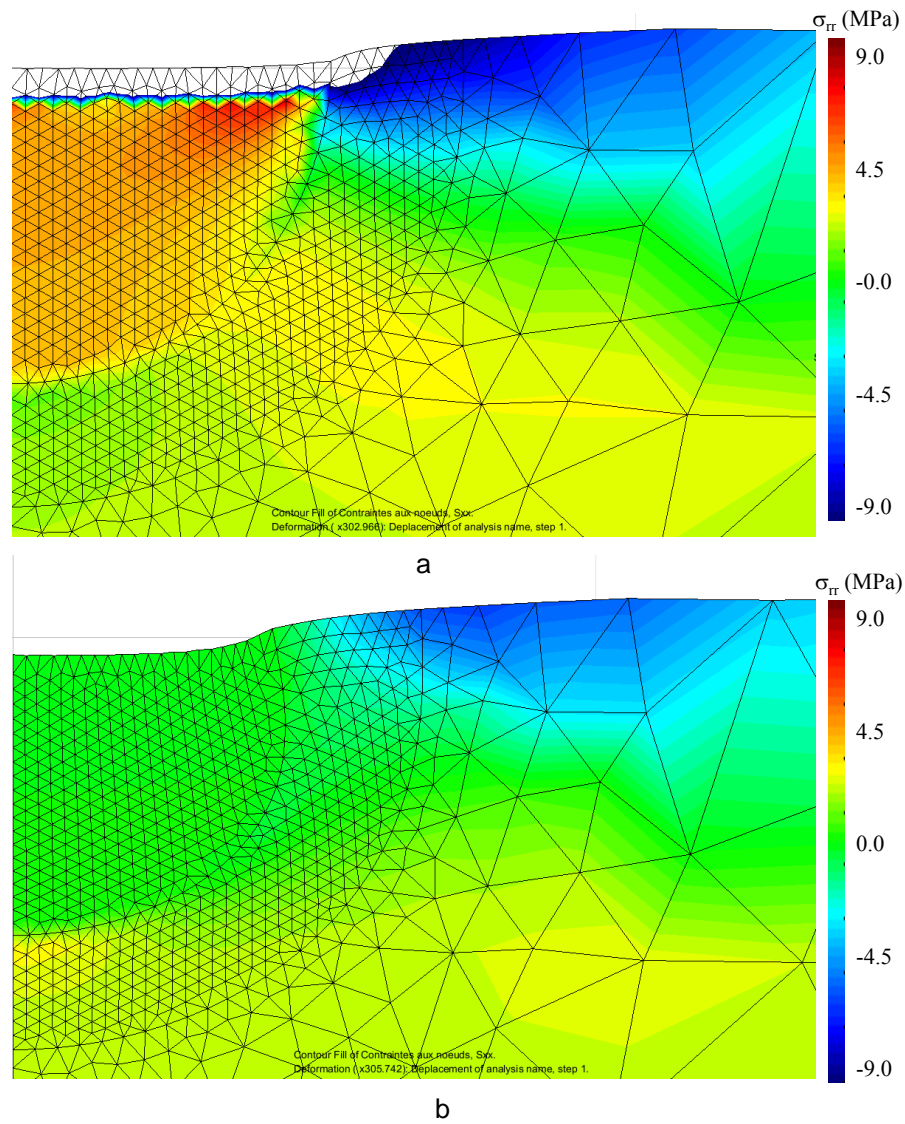 σrr (MPa)
9.0
4.5
-0.0
-4.5
-9.0
Contour Fill of Contraintes aux noeuds, Sxx.
Deformation ( x302.966): Deplacement of analysis name, step 1.
a
σrr (MPa)
9.0
4.5
0.0
-4.5
-9.0
Contour Fill of Contraintes aux noeuds, Sxx.
Deformation ( x305.742): Deplacement of analysis name, step 1.
b